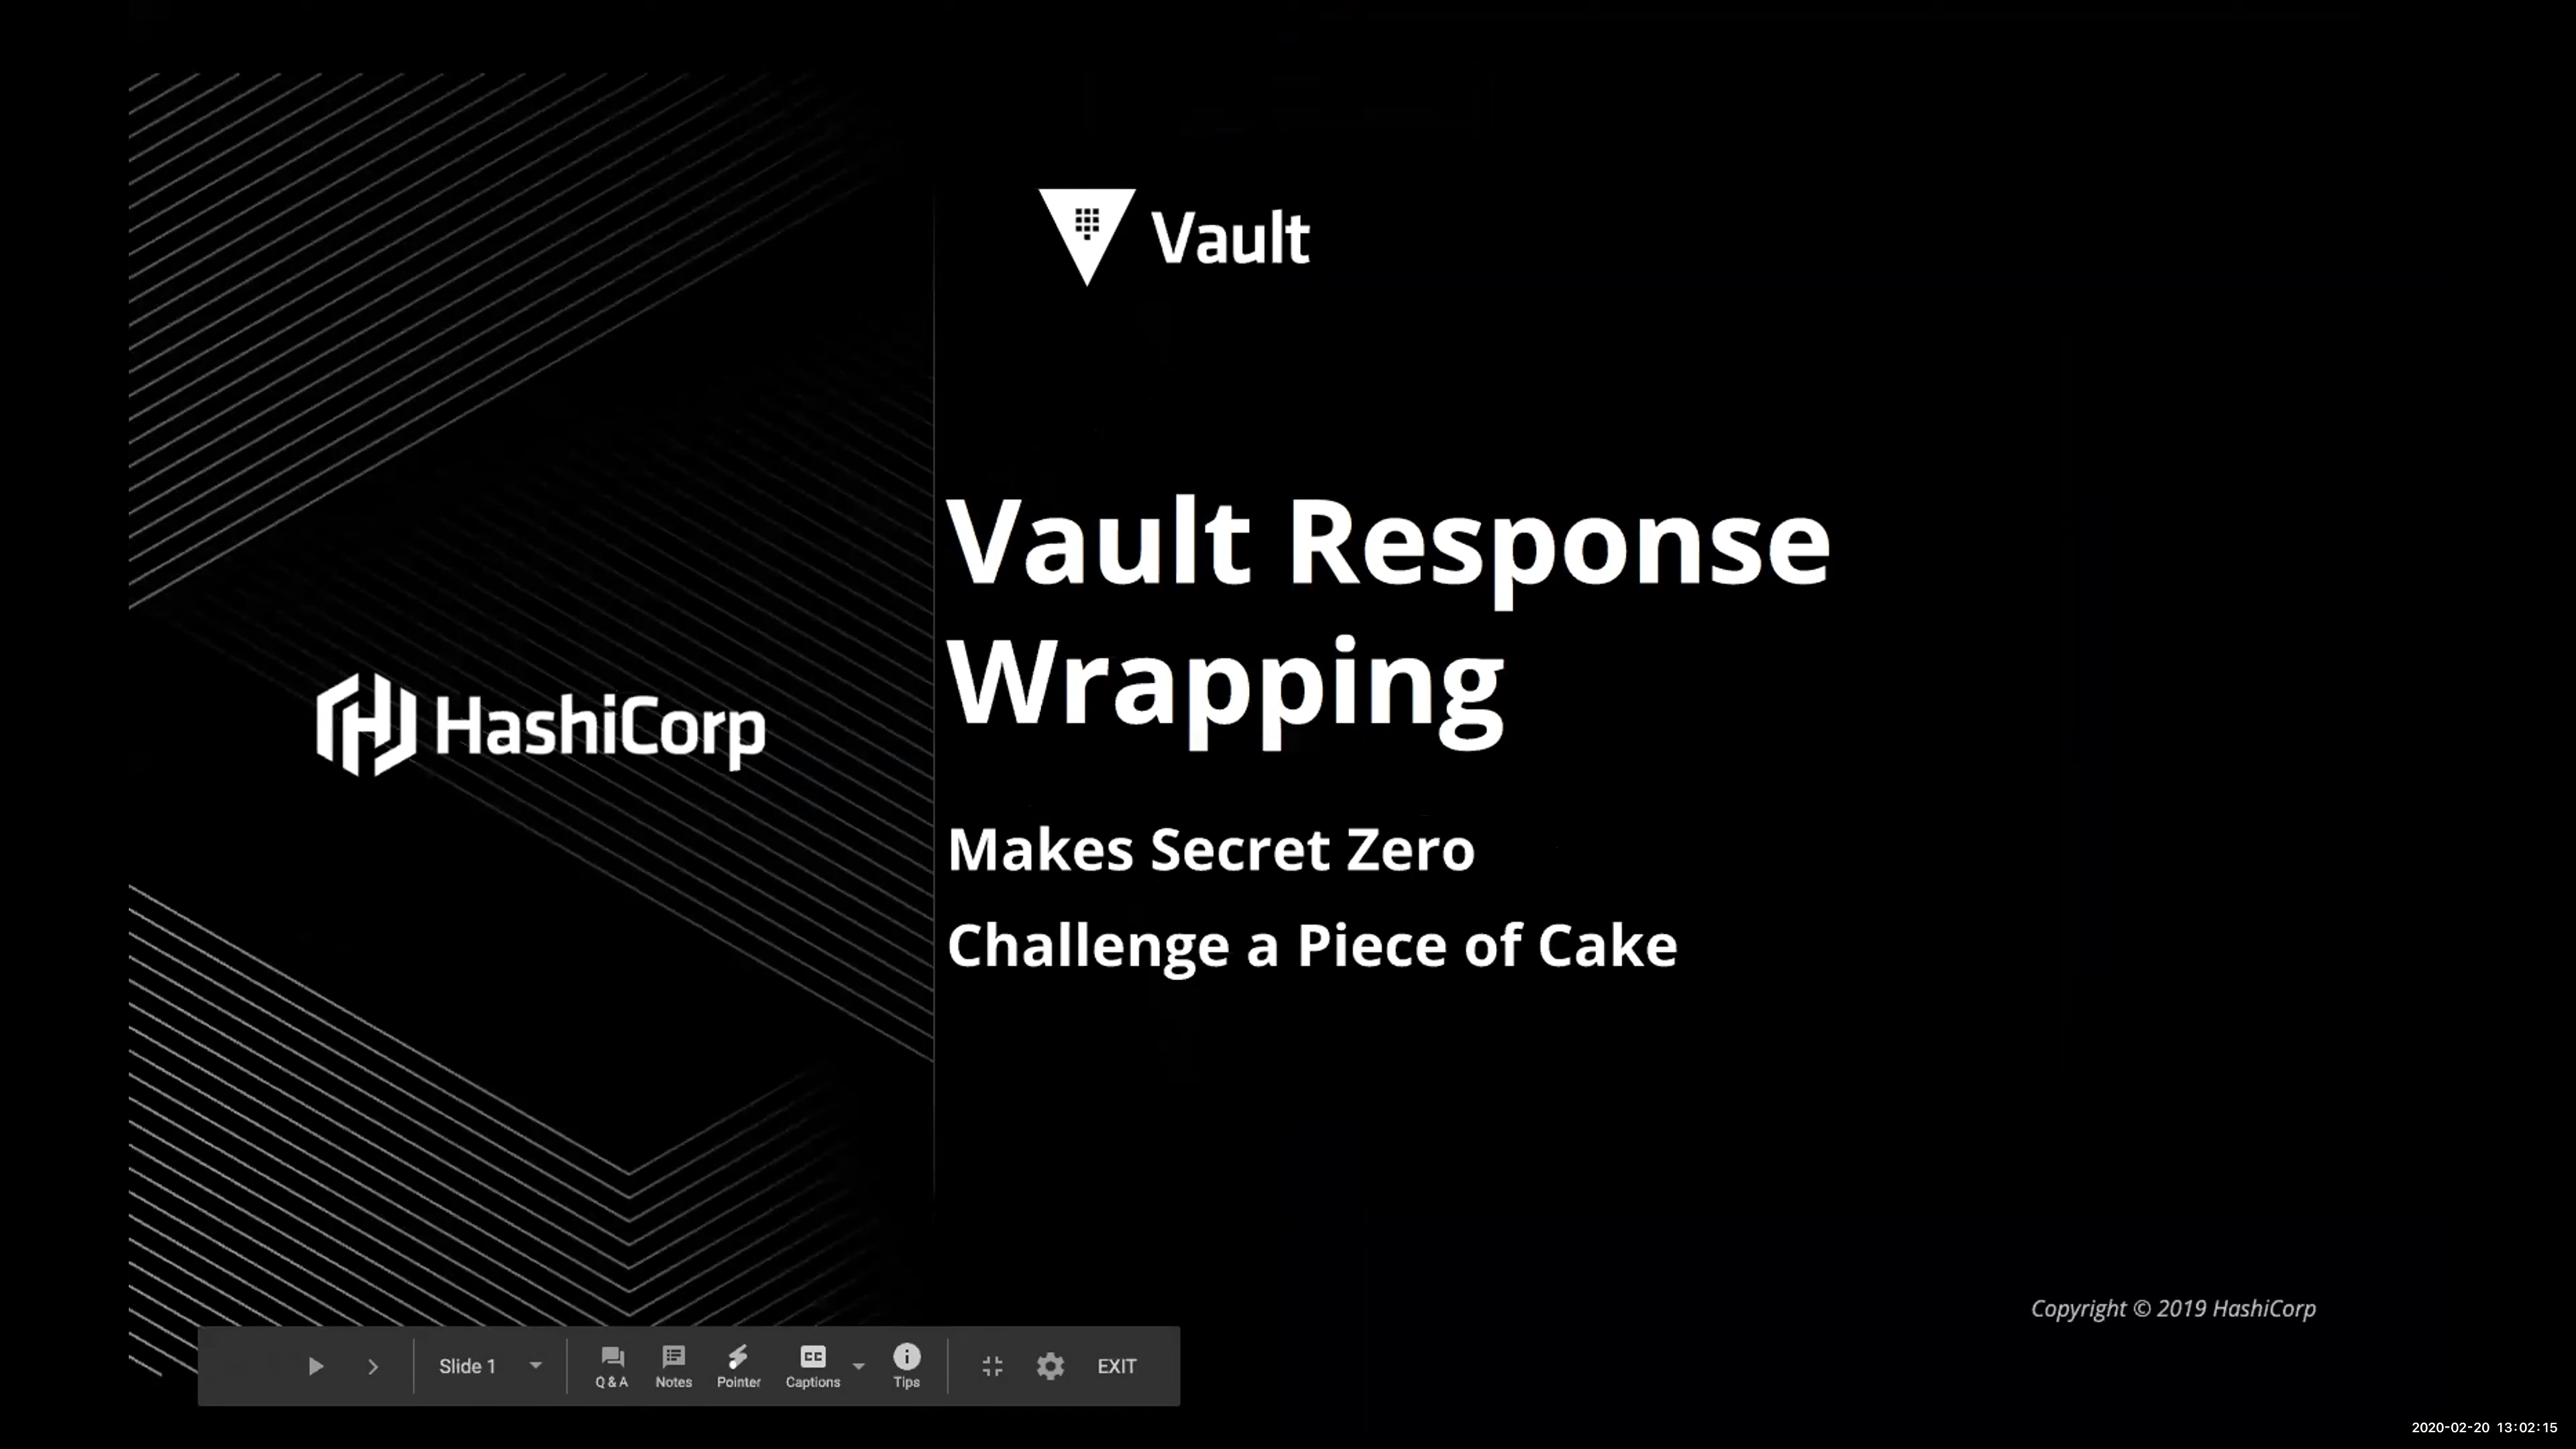 Vault
Vault Response
Wrapping
HashiCorp
Makes Secret Zero
Challenge a Piece of Cake
Copyright © 2019 HashiCorp
Slide 1
Q & A
Notes
Pointer
CC
Captions
Tips
EXIT
2020-02-20 13:02:15